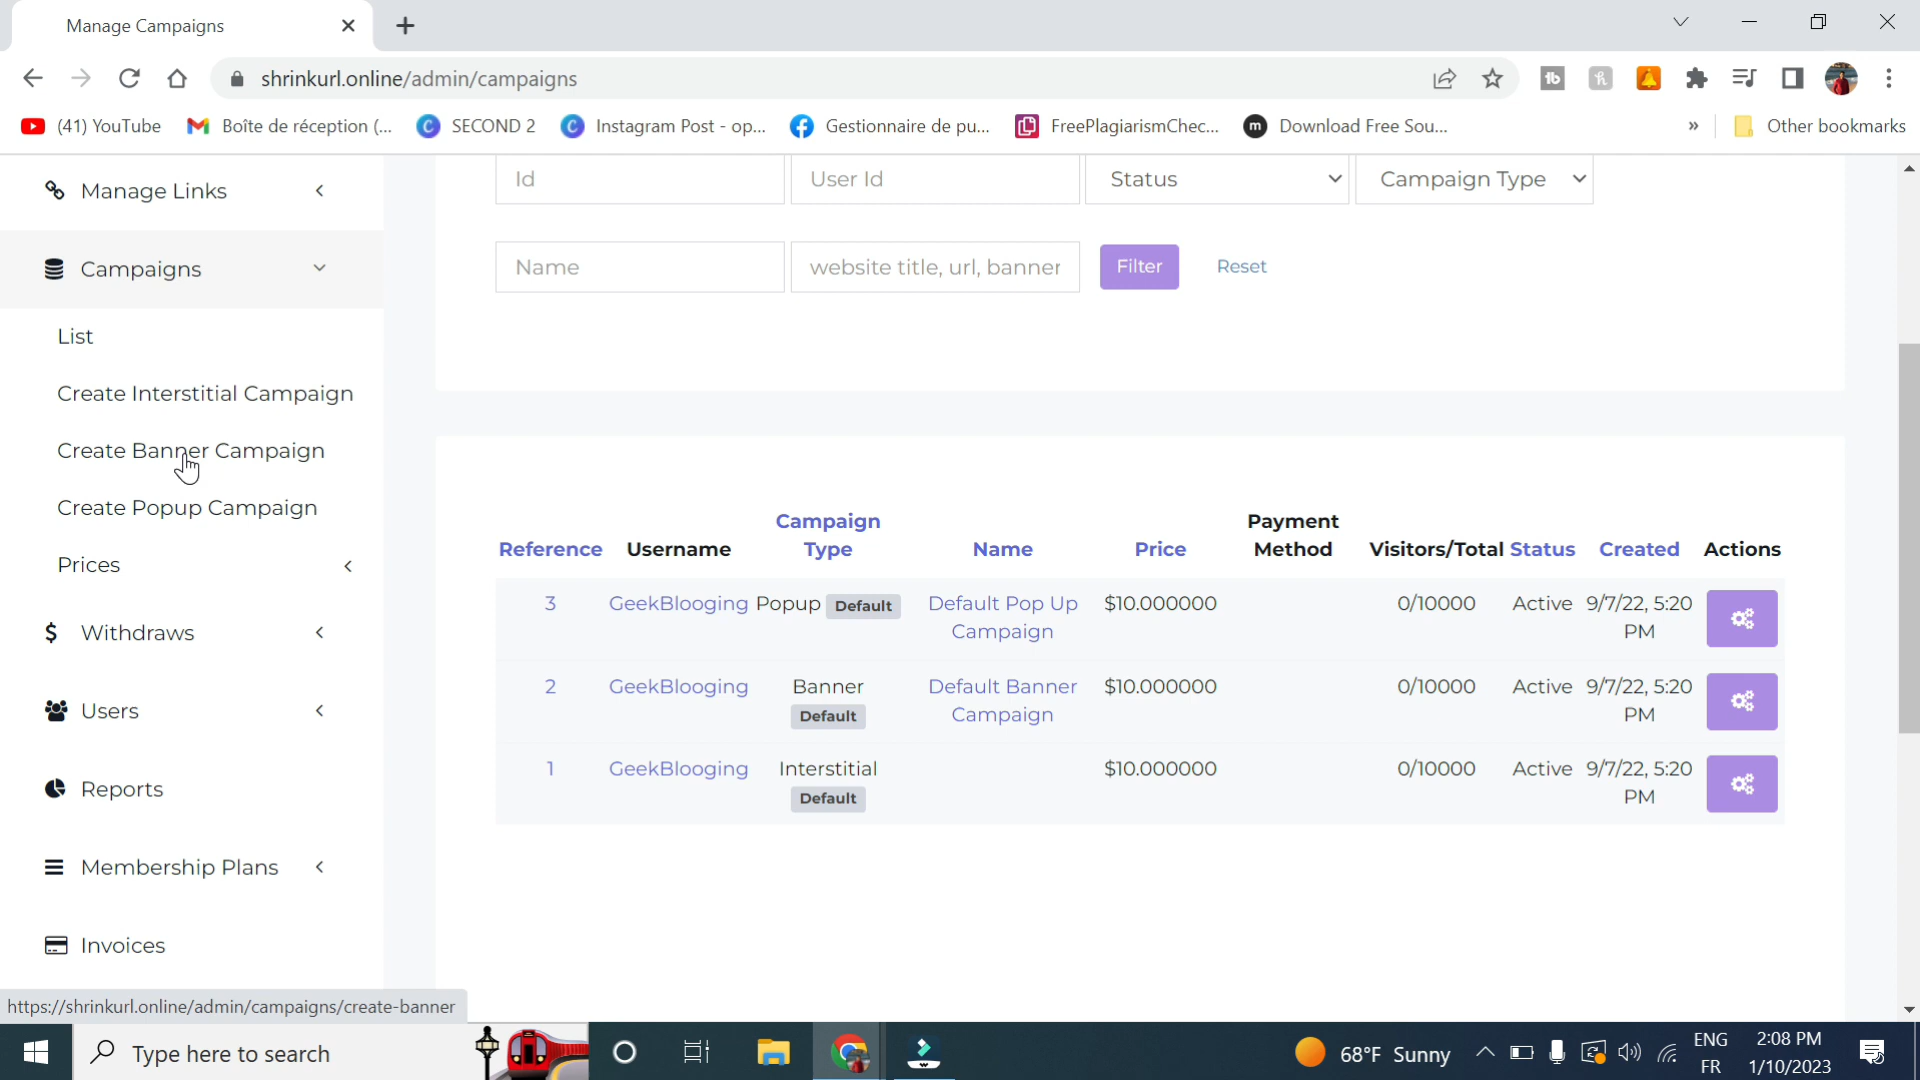 Manage Campaigns
shrinkurl.online/admin/campaigns
(41) YouTube
Boîte de réception (...
SECOND 2
Instagram Post - op...
Gestionnaire de pu...
FreePlagiarismChec...
Download Free Sou...
»
Other bookmarks
Manage Links
Campaigns
List
Create Interstitial Campaign
Create Banner Campaign
Create Popup Campaign
Prices
$ Withdraws
Users
Reports
Membership Plans
Invoices
Id User Id Status Campaign Type
Name website title, url, banner Filter Reset
Reference Username Campaign Type Name Price Payment Method Visitors/Total Status Created Actions
3 GeekBlooging Popup Default Default Pop Up Campaign $10.000000 0/10000 Active 9/7/22, 5:20 PM
2 GeekBlooging Banner Default Default Banner Campaign $10.000000 0/10000 Active 9/7/22, 5:20 PM
1 GeekBlooging Interstitial Default $10.000000 0/10000 Active 9/7/22, 5:20 PM
https://shrinkurl.online/admin/campaigns/create-banner
Type here to search
68°F Sunny
ENG
FR
2:08 PM
1/10/2023